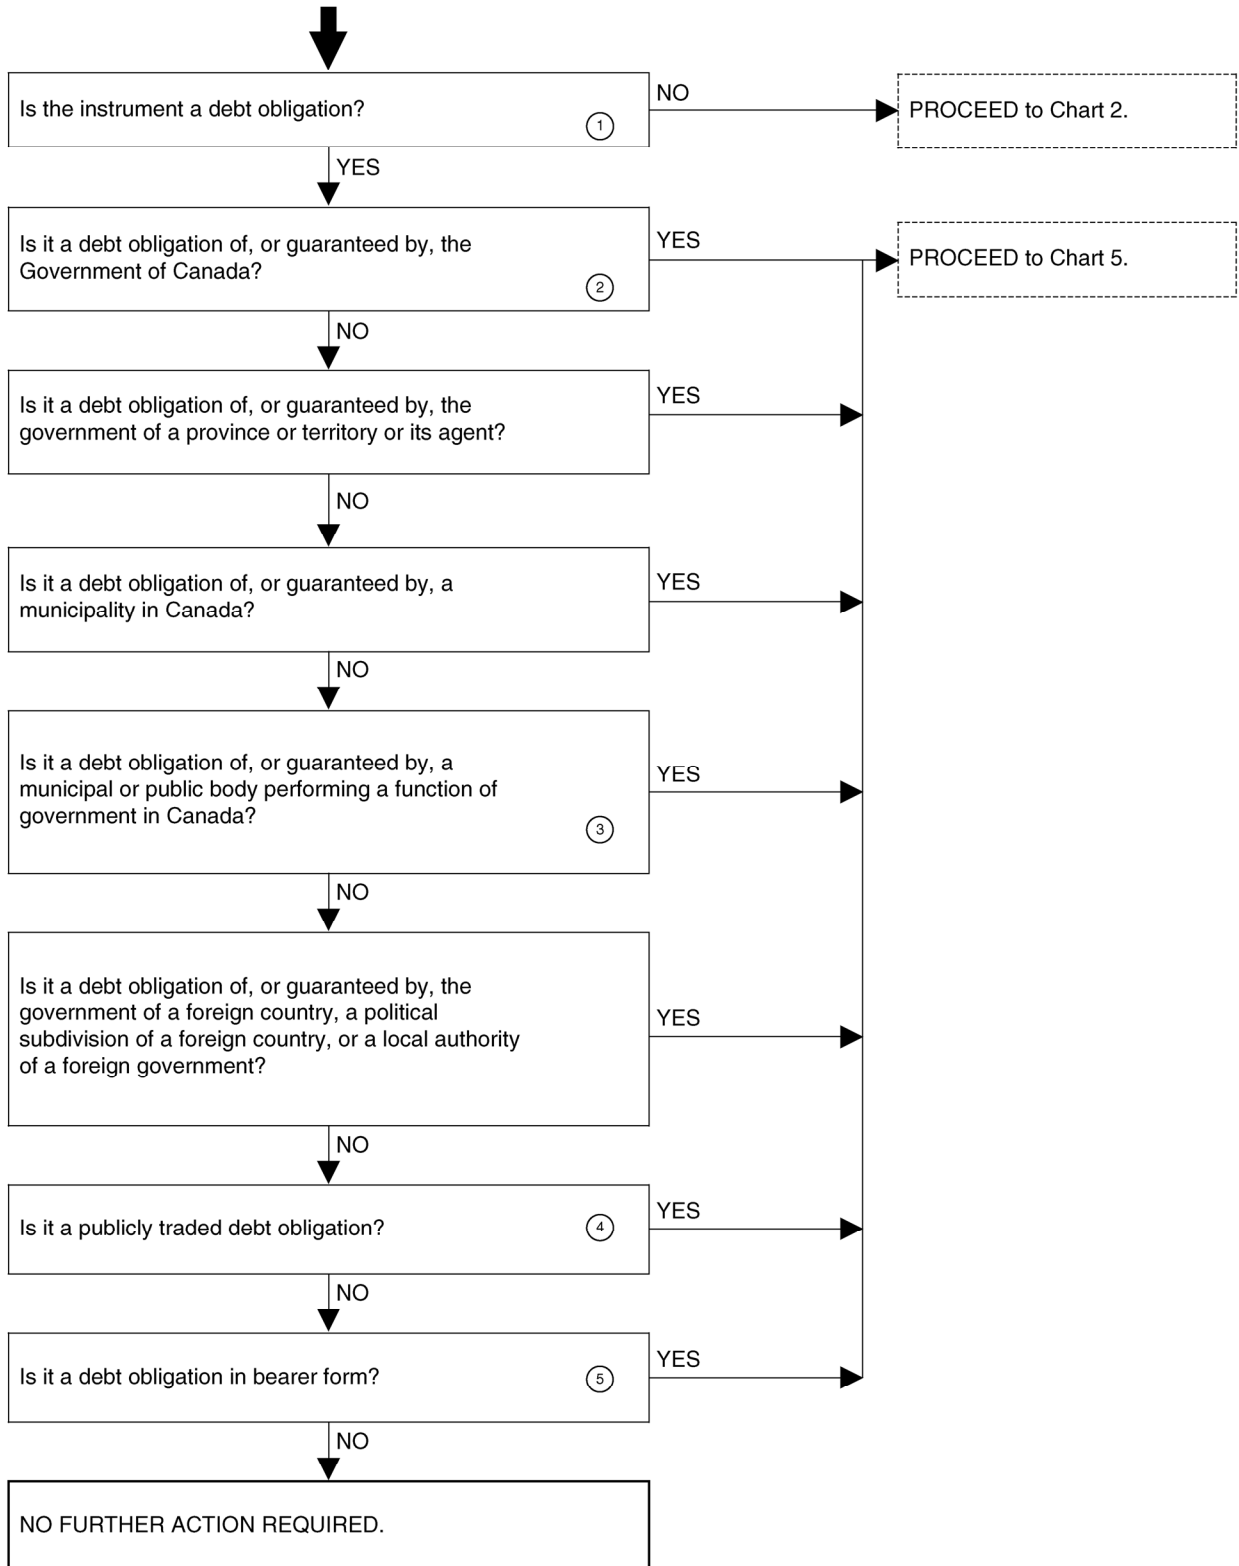 Is the instrument a debt obligation?
1
NO
PROCEED to Chart 2.
YES
Is it a debt obligation of, or guaranteed by, the
Government of Canada?
2
YES
PROCEED to Chart 5.
NO
Is it a debt obligation of, or guaranteed by, the
government of a province or territory or its agent?
YES
NO
Is it a debt obligation of, or guaranteed by, a
municipality in Canada?
YES
NO
Is it a debt obligation of, or guaranteed by, a
municipal or public body performing a function of
government in Canada?
3
YES
NO
Is it a debt obligation of, or guaranteed by, the
government of a foreign country, a political
subdivision of a foreign country, or a local authority
of a foreign government?
YES
NO
Is it a publicly traded debt obligation?
4
YES
NO
Is it a debt obligation in bearer form?
5
YES
NO
NO FURTHER ACTION REQUIRED.